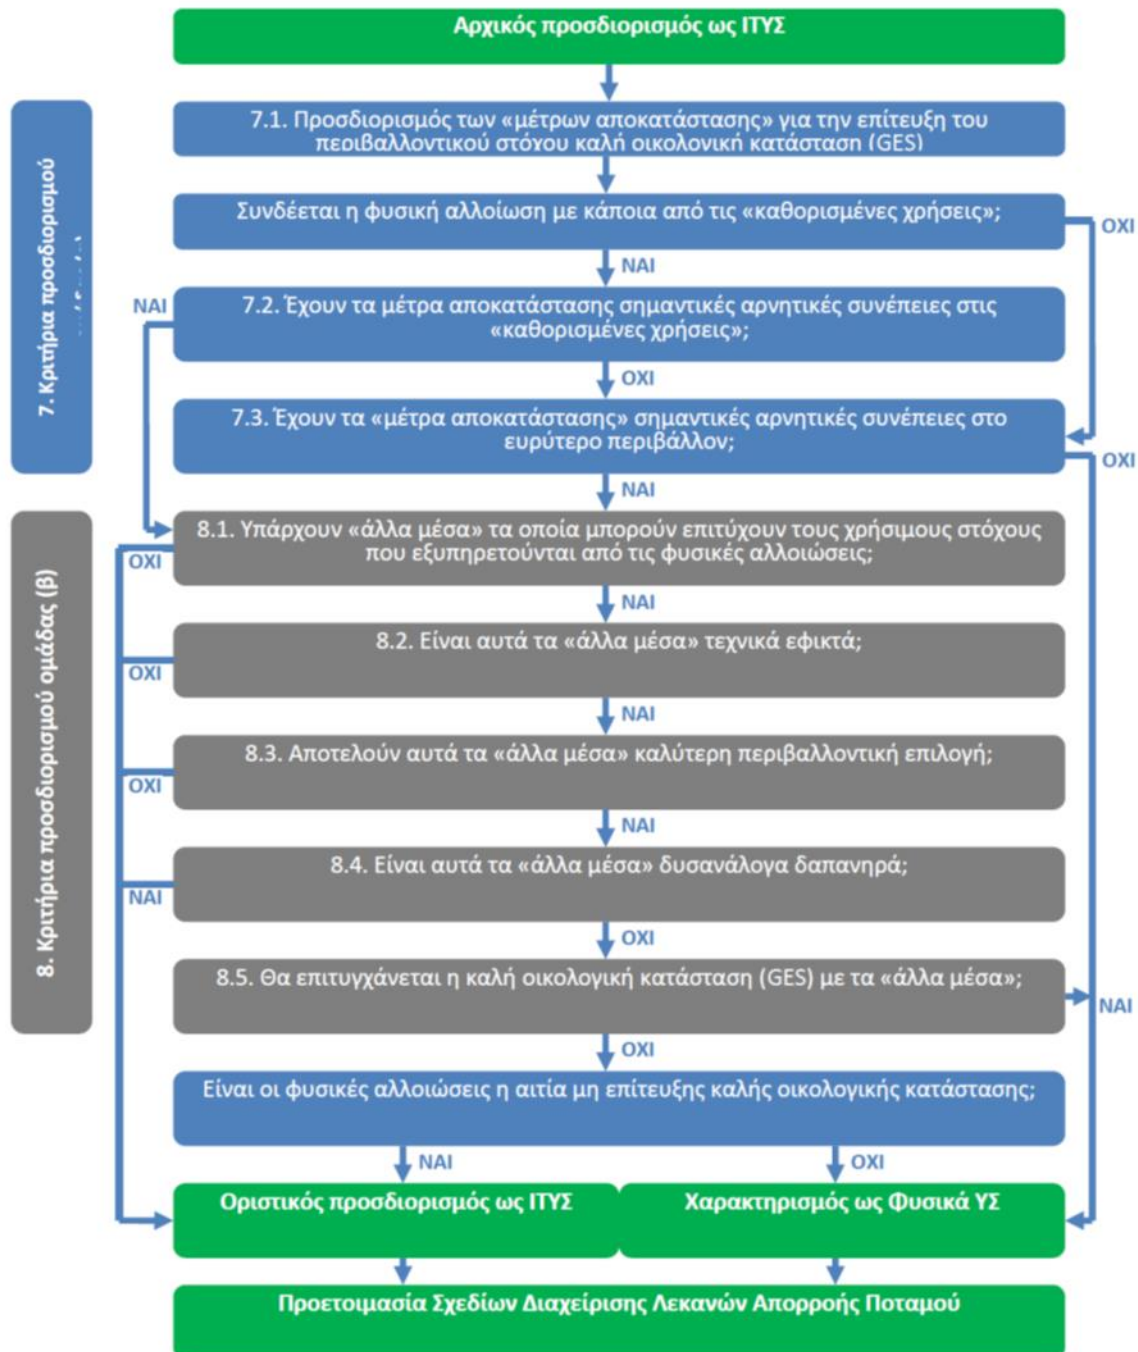 Αρχικός προσδιορισμός ως ΙΤΥΣ
7. Κριτήρια προσδιορισμού
7.1. Προσδιορισμός των «μέτρων αποκατάστασης» για την επίτευξη του
περιβαλλοντικού στόχου καλή οικολογική κατάσταση (GES)
Συνδέεται η φυσική αλλοίωση με κάποια από τις «καθορισμένες χρήσεις»;
ΟΧΙ
ΝΑΙ
ΝΑΙ
7.2. Έχουν τα μέτρα αποκατάστασης σημαντικές αρνητικές συνέπειες στις
«καθορισμένες χρήσεις»;
ΟΧΙ
7.3. Έχουν τα «μέτρα αποκατάστασης» σημαντικές αρνητικές συνέπειες στο
ευρύτερο περιβάλλον;
ΟΧΙ
ΝΑΙ
8. Κριτήρια προσδιορισμού ομάδας (β)
8.1. Υπάρχουν «άλλα μέσα» τα οποία μπορούν επιτύχουν τους χρήσιμους στόχους
που εξυπηρετούνται από τις φυσικές αλλοιώσεις;
ΟΧΙ
ΝΑΙ
8.2. Είναι αυτά τα «άλλα μέσα» τεχνικά εφικτά;
ΟΧΙ
ΝΑΙ
8.3. Αποτελούν αυτά τα «άλλα μέσα» καλύτερη περιβαλλοντική επιλογή;
ΟΧΙ
ΝΑΙ
8.4. Είναι αυτά τα «άλλα μέσα» δυσανάλογα δαπανηρά;
ΝΑΙ
ΟΧΙ
8.5. Θα επιτυγχάνεται η καλή οικολογική κατάσταση (GES) με τα «άλλα μέσα»;
ΝΑΙ
ΟΧΙ
Είναι οι φυσικές αλλοιώσεις η αιτία μη επίτευξης καλής οικολογικής κατάστασης;
ΝΑΙ
ΟΧΙ
Οριστικός προσδιορισμός ως ΙΤΥΣ
Χαρακτηρισμός ως Φυσικά ΥΣ
Προετοιμασία Σχεδίων Διαχείρισης Λεκανών Απορροής Ποταμού